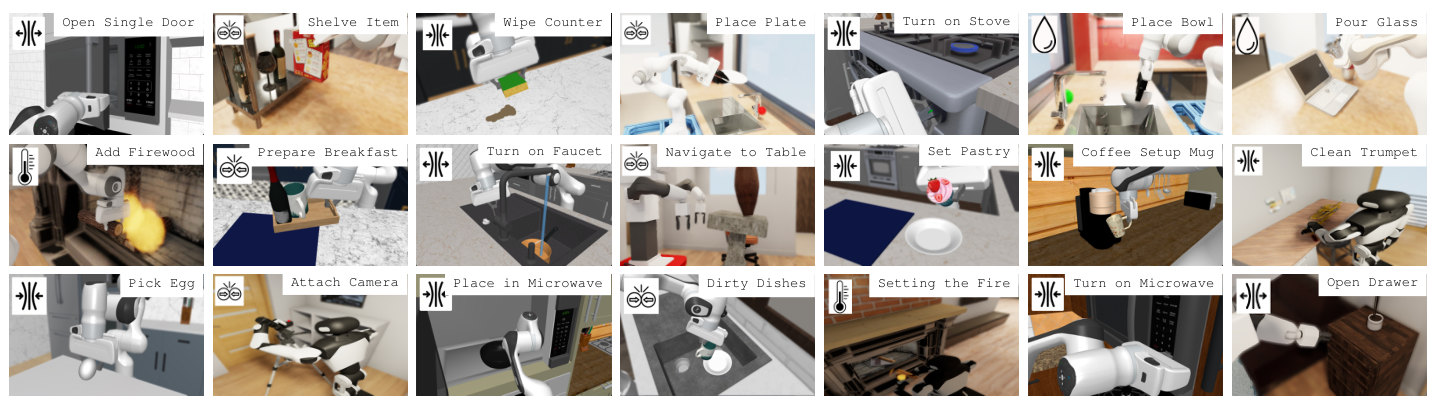 Open Single Door
Shelve Item
Wipe Counter
Place Plate
Turn on Stove
Place Bowl
Pour Glass
Add Firewood
Prepare Breakfast
Turn on Faucet
Navigate to Table
Set Pastry
Coffee Setup Mug
Clean Trumpet
Pick Egg
Attach Camera
Place in Microwave
Dirty Dishes
Setting the Fire
Turn on Microwave
Open Drawer